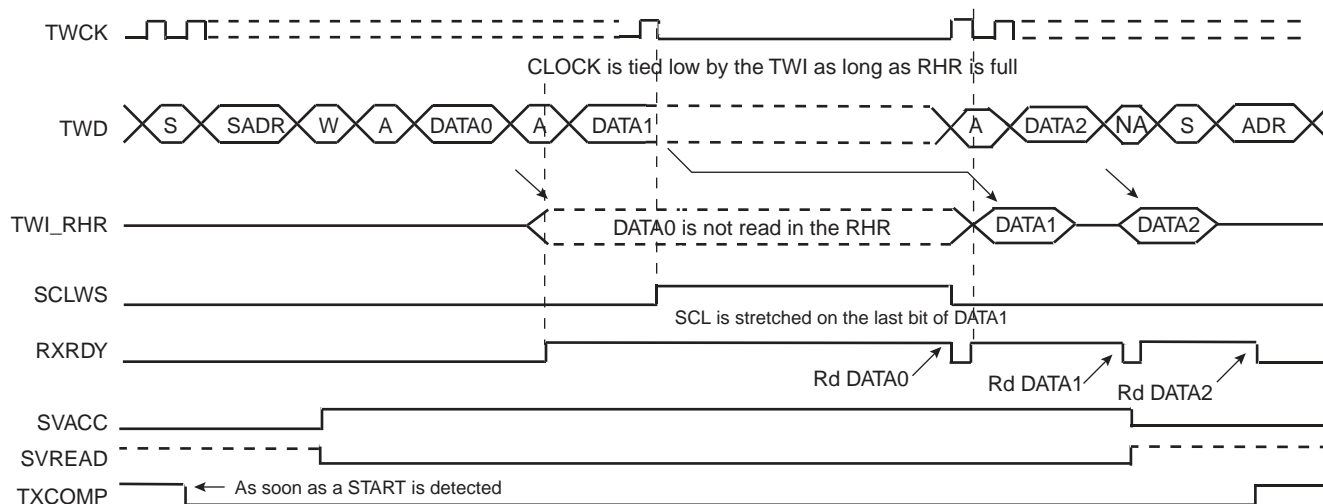 TWCK
CLOCK is tied low by the TWI as long as RHR is full
TWD S SADR W A DATA0 A DATA1 A DATA2 NA S ADR
TWI_RHR DATA0 is not read in the RHR DATA1 DATA2
SCLWS
SCL is stretched on the last bit of DATA1
RXRDY
Rd DATA0 Rd DATA1 Rd DATA2
SVACC
SVREAD
TXCOMP As soon as a START is detected